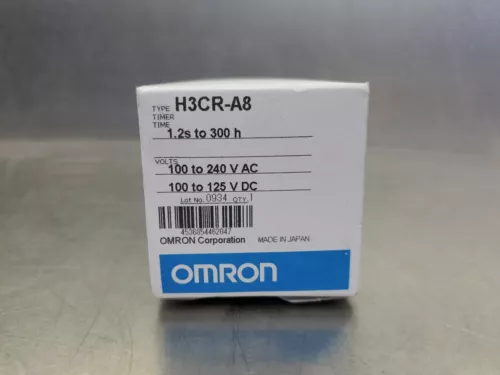 TYPE H3CR-A8
TIMER
TIME
1.2s to 300 h
VOLTS
100 to 240 V AC
100 to 125 V DC
Lot No. 0934 QTY. 1
4536854462047
OMRON Corporation MADE IN JAPAN
OMRON